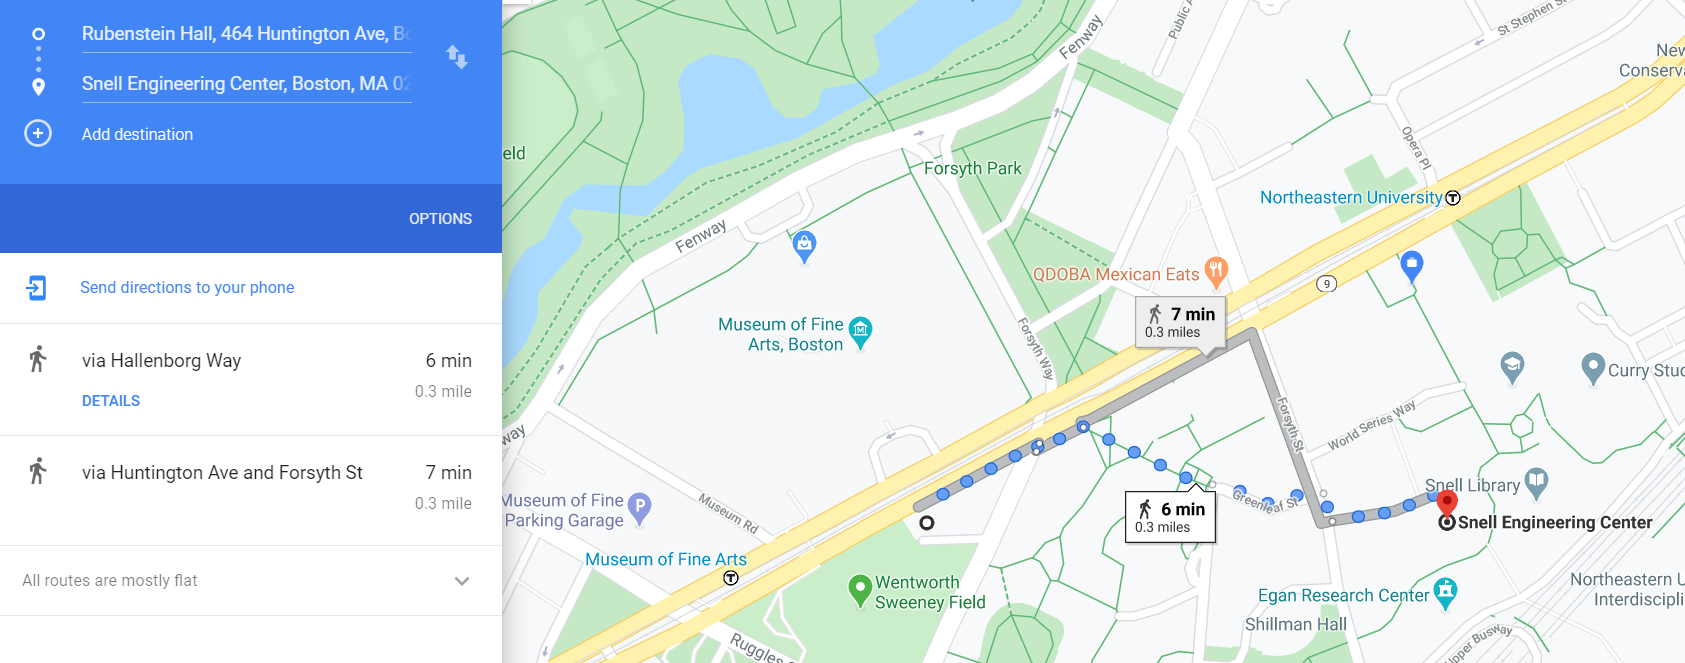 Rubenstein Hall, 464 Huntington Ave,
Snell Engineering Center, Boston, MA
Add destination
OPTIONS
Send directions to your phone
via Hallenborg Way
6 min
0.3 mile
DETAILS
via Huntington Ave and Forsyth St
7 min
0.3 mile
All routes are mostly flat
Fenway
Public
St Stephen St
New
Conserva
Opera Pl
eld
Forsyth Park
Northeastern University
T
Fenway
QDOBA Mexican Eats
9
7 min
0.3 miles
Museum of Fine
Arts, Boston
Forsyth Way
Curry Stud
Forsyth St
World Series Way
way
Snell Library
Museum of Fine
Parking Garage
P
Museum Rd
Greenleaf St
6 min
0.3 miles
Snell Engineering Center
Museum of Fine Arts
T
Wentworth
Sweeney Field
Egan Research Center
Shillman Hall
Northeastern U
Interdiscipli
Ruggles
Upper Busway